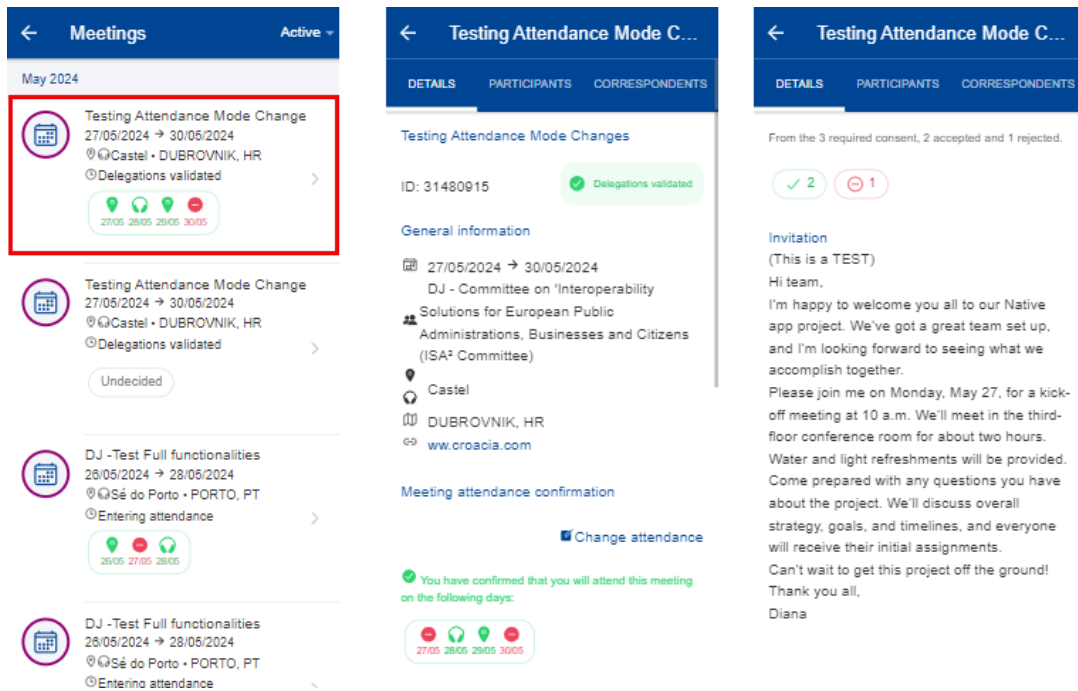 Meetings
Active
May 2024
Testing Attendance Mode Change
27/05/2024 → 30/05/2024
Castel • DUBROVNIK, HR
Delegations validated
27/05 28/05 29/05 30/05
Testing Attendance Mode Change
27/05/2024 → 30/05/2024
Castel • DUBROVNIK, HR
Delegations validated
Undecided
DJ -Test Full functionalities
26/05/2024 → 28/05/2024
Sé do Porto • PORTO, PT
Entering attendance
26/05 27/05 28/05
DJ -Test Full functionalities
26/05/2024 → 28/05/2024
Sé do Porto • PORTO, PT
Entering attendance
Testing Attendance Mode C...
DETAILS PARTICIPANTS CORRESPONDENTS
Testing Attendance Mode Changes
ID: 31480915
Delegations validated
General information
27/05/2024 → 30/05/2024
DJ - Committee on 'Interoperability
Solutions for European Public
Administrations, Businesses and Citizens
(ISA² Committee)
Castel
DUBROVNIK, HR
ww.croacia.com
Meeting attendance confirmation
Change attendance
You have confirmed that you will attend this meeting
on the following days:
27/05 28/05 29/05 30/05
Testing Attendance Mode C...
DETAILS PARTICIPANTS CORRESPONDENTS
From the 3 required consent, 2 accepted and 1 rejected.
2 1
Invitation
(This is a TEST)
Hi team,
I'm happy to welcome you all to our Native
app project. We've got a great team set up,
and I'm looking forward to seeing what we
accomplish together.
Please join me on Monday, May 27, for a kick-
off meeting at 10 a.m. We'll meet in the third-
floor conference room for about two hours.
Water and light refreshments will be provided.
Come prepared with any questions you have
about the project. We'll discuss overall
strategy, goals, and timelines, and everyone
will receive their initial assignments.
Can't wait to get this project off the ground!
Thank you all,
Diana